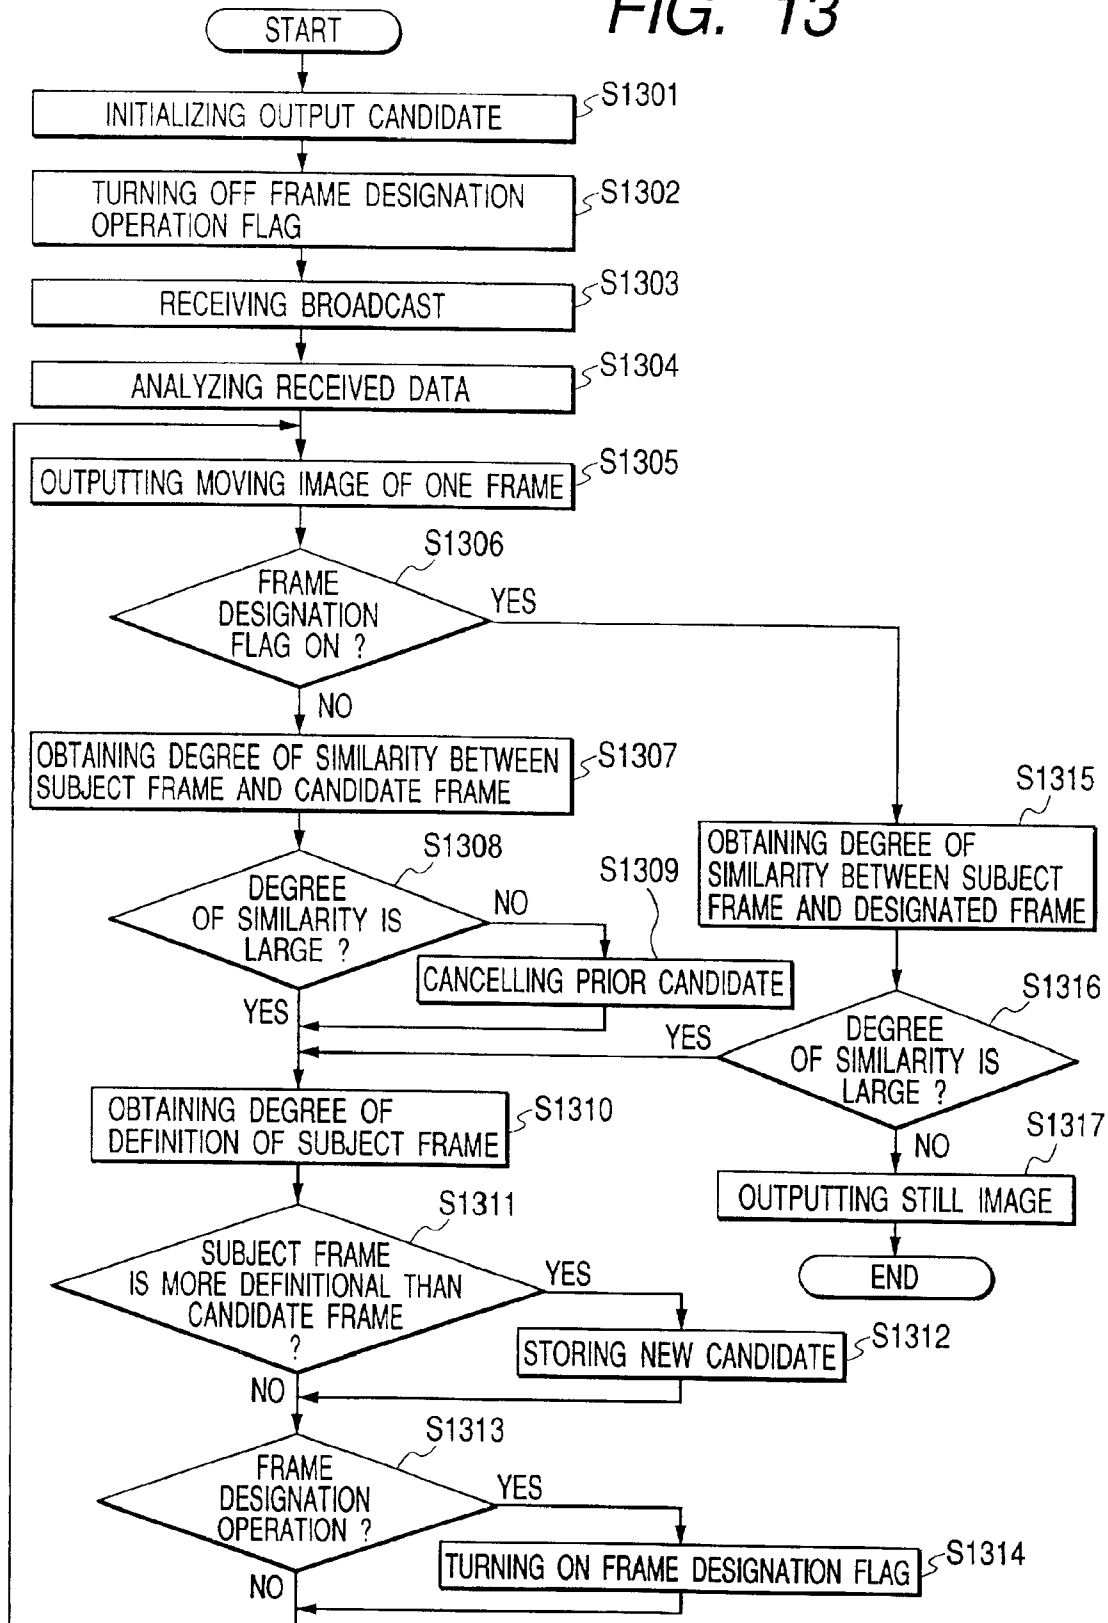 FIG. 13
START
INITIALIZING OUTPUT CANDIDATE
S1301
TURNING OFF FRAME DESIGNATION
OPERATION FLAG
S1302
RECEIVING BROADCAST
S1303
ANALYZING RECEIVED DATA
S1304
OUTPUTTING MOVING IMAGE OF ONE FRAME
S1305
S1306
FRAME
DESIGNATION
FLAG ON ?
YES
NO
OBTAINING DEGREE OF SIMILARITY BETWEEN
SUBJECT FRAME AND CANDIDATE FRAME
S1307
S1308
DEGREE
OF SIMILARITY IS
LARGE ?
NO
YES
S1309
CANCELLING PRIOR CANDIDATE
S1315
OBTAINING DEGREE OF
SIMILARITY BETWEEN SUBJECT
FRAME AND DESIGNATED FRAME
S1316
DEGREE
OF SIMILARITY IS
LARGE ?
YES
NO
S1317
OUTPUTTING STILL IMAGE
END
OBTAINING DEGREE OF
DEFINITION OF SUBJECT FRAME
S1310
S1311
SUBJECT FRAME
IS MORE DEFINITIONAL THAN
CANDIDATE FRAME
?
YES
NO
STORING NEW CANDIDATE
S1312
S1313
FRAME
DESIGNATION
OPERATION ?
YES
NO
TURNING ON FRAME DESIGNATION FLAG
S1314